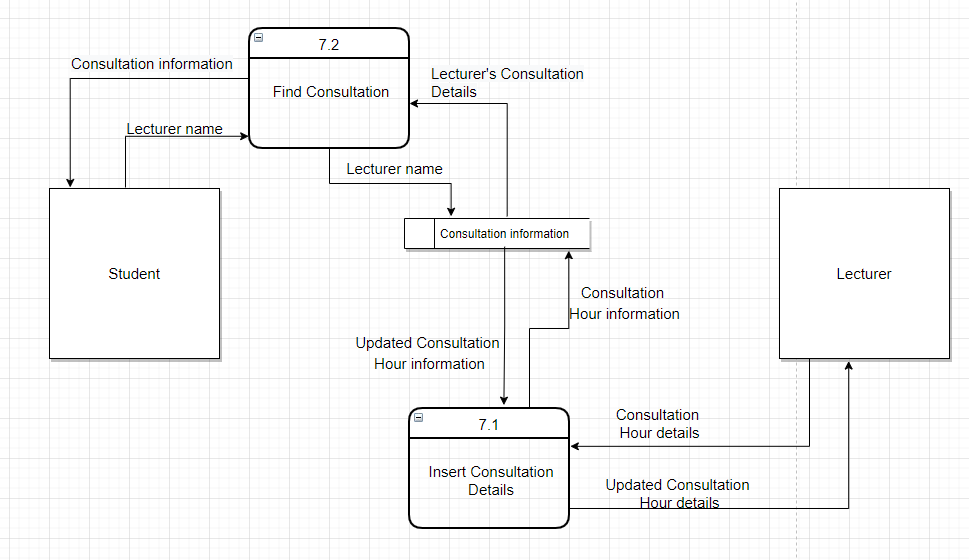 7.2
Find Consultation
Consultation information
Lecturer name
Lecturer's Consultation
Details
Lecturer name
Consultation information
Student
Lecturer
Consultation
Hour information
Updated Consultation
Hour information
7.1
Insert Consultation
Details
Consultation
Hour details
Updated Consultation
Hour details